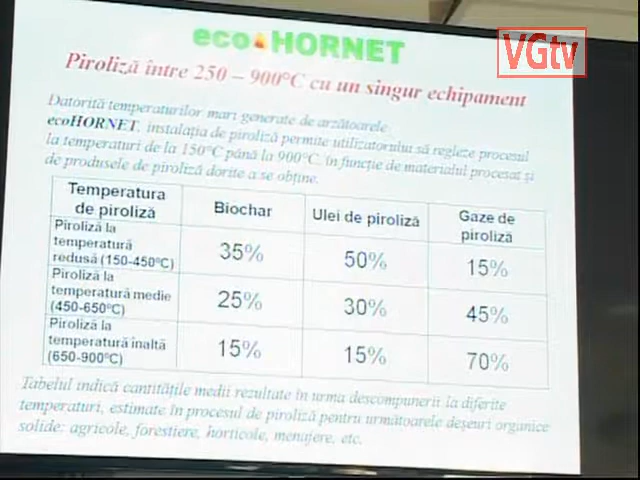 ecoHORNET
VGtv
Piroliză între 250 – 900°C cu un singur echipament
Datorită temperaturilor mari generate de arzătoarele
ecoHORNET, instalația de piroliză permite utilizatorului să regleze procesul
la temperaturi de la 150°C până la 900°C, în funcție de materialul procesat și
de produsele de piroliză dorite a se obține.
Temperatura de piroliză Biochar Ulei de piroliză Gaze de piroliză
Piroliză la
temperatură
redusă (150-450°C) 35% 50% 15%
Piroliză la
temperatură medie
(450-650°C) 25% 30% 45%
Piroliză la
temperatură înaltă
(650-900°C) 15% 15% 70%
Tabelul indică cantitățile medii rezultate în urma descompunerii la diferite
temperaturi, estimate în procesul de piroliză pentru următoarele deșeuri organice
solide: agricole, forestiere, horticole, menajere, etc.